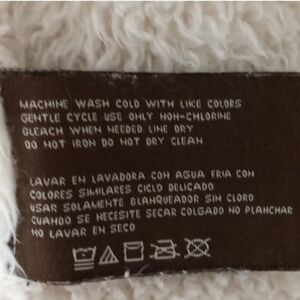 MACHINE WASH COLD WITH LIKE COLORS
GENTLE CYCLE USE ONLY NON-CHLORINE
BLEACH WHEN NEEDED LINE DRY
DO NOT IRON DO NOT DRY CLEAN
LAVAR EN LAVADORA CON AGUA FRIA CON
COLORES SIMILARES CICLO DELICADO
USAR SOLAMENTE BLANQUEADOR SIN CLORO
CUANDO SE NECESITE SECAR COLGADO NO PLANCHAR
NO LAVAR EN SECO